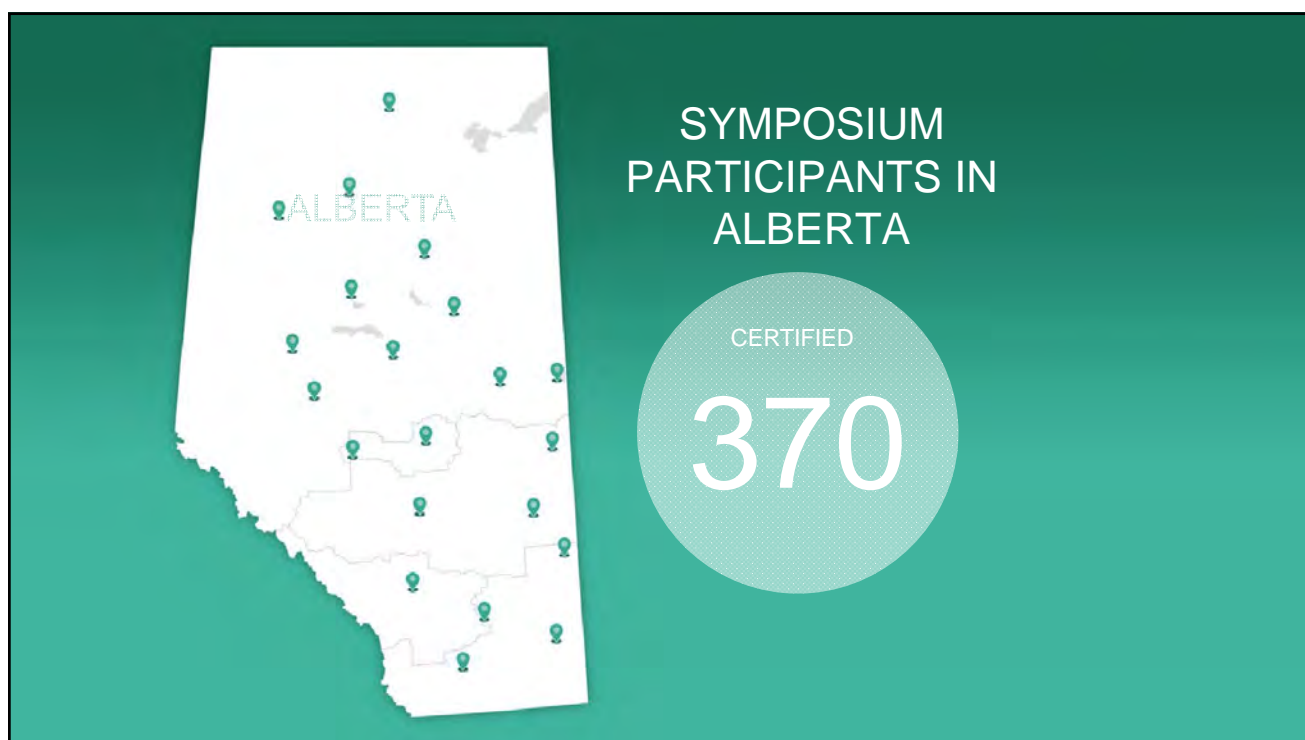 ALBERTA
SYMPOSIUM
PARTICIPANTS IN
ALBERTA
CERTIFIED
370